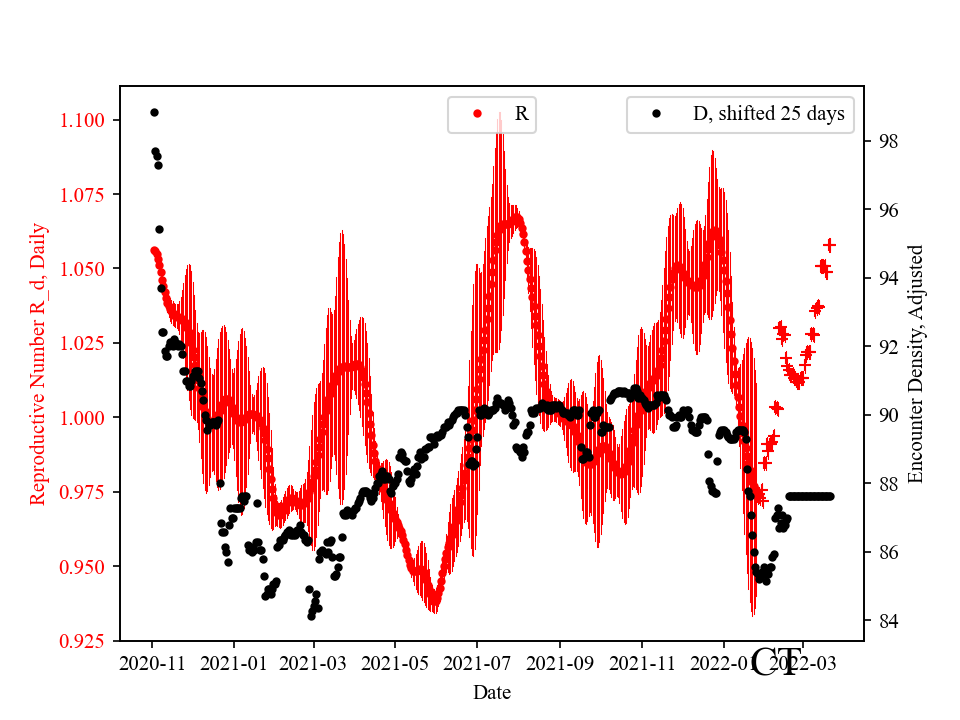 R
D, shifted 25 days
1.100
1.075
1.050
1.025
1.000
0.975
0.950
0.925
Reproductive Number R_d, Daily
98
96
94
92
90
88
86
84
Encounter Density, Adjusted
2020-11 2021-01 2021-03 2021-05 2021-07 2021-09 2021-11 2022-01 2022-03
CT
Date